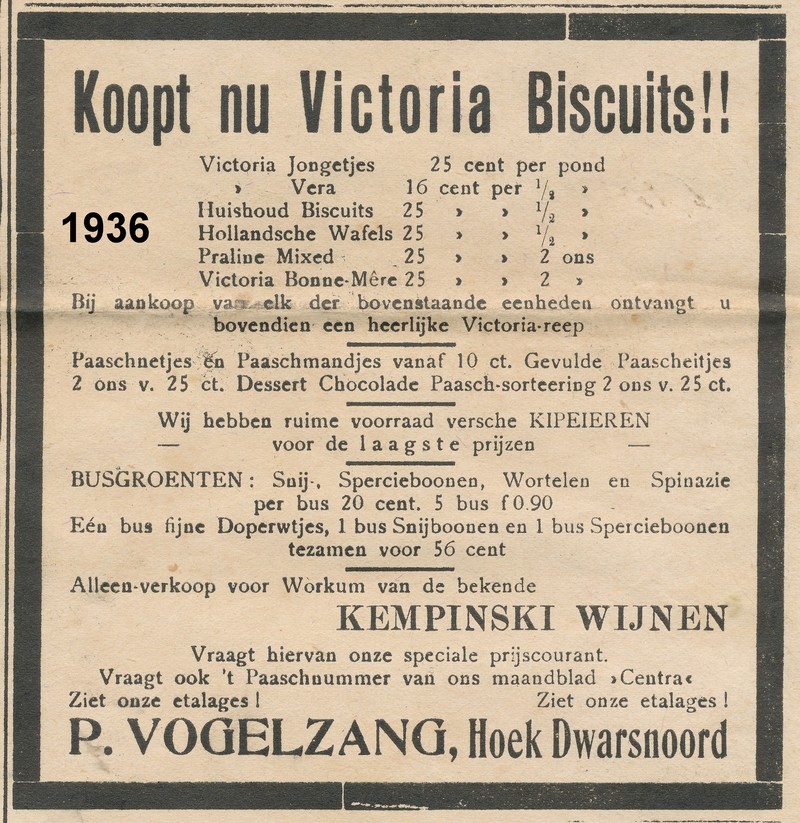 Koopt nu Victoria Biscuits!!
Victoria Jongetjes 25 cent per pond
» Vera 16 cent per 1/2 »
Huishoud Biscuits 25 » » 1/2 »
1936
Hollandsche Wafels 25 » » 1/2 »
Praline Mixed 25 » » 2 ons
Victoria Bonne-Mêre 25 » » 2 »
Bij aankoop van elk der bovenstaande eenheden ontvangt u
bovendien een heerlijke Victoria-reep
Paaschnetjes én Paaschmandjes vanaf 10 ct. Gevulde Paascheitjes
2 ons v. 25 ct. Dessert Chocolade Paasch-sorteering 2 ons v. 25 ct.
Wij hebben ruime voorraad versche KIPEIEREN
— voor de laagste prijzen —
BUSGROENTEN: Snij-, Spercieboonen, Wortelen en Spinazie
per bus 20 cent. 5 bus f 0.90
Eén bus fijne Doperwtjes, 1 bus Snijboonen en 1 bus Spercieboonen
tezamen voor 56 cent
Alleen-verkoop voor Workum van de bekende
KEMPINSKI WIJNEN
Vraagt hiervan onze speciale prijscourant.
Vraagt ook 't Paaschnummer van ons maandblad »Centra«
Ziet onze etalages! Ziet onze etalages!
P. VOGELZANG, Hoek Dwarsnoord